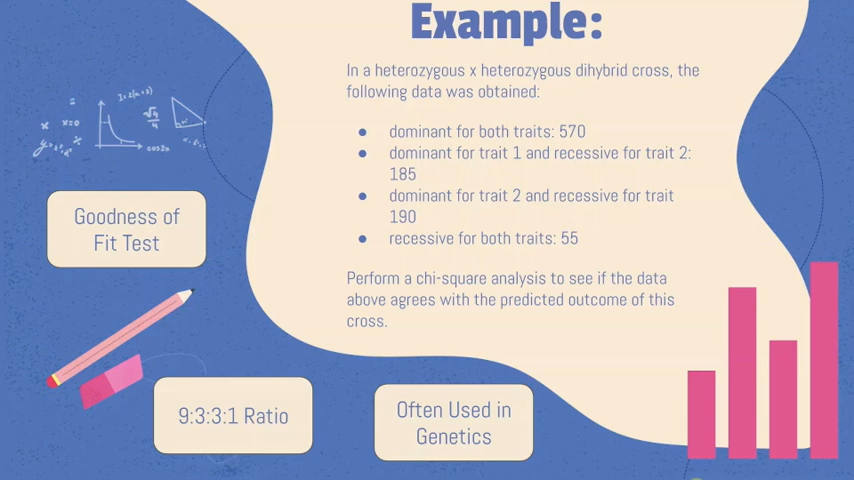 Example:
In a heterozygous x heterozygous dihybrid cross, the
following data was obtained:
● dominant for both traits: 570
● dominant for trait 1 and recessive for trait 2:
185
● dominant for trait 2 and recessive for trait
190
● recessive for both traits: 55
Perform a chi-square analysis to see if the data
above agrees with the predicted outcome of this
cross.
Goodness of
Fit Test
9:3:3:1 Ratio
Often Used in
Genetics
x=0
cos2x